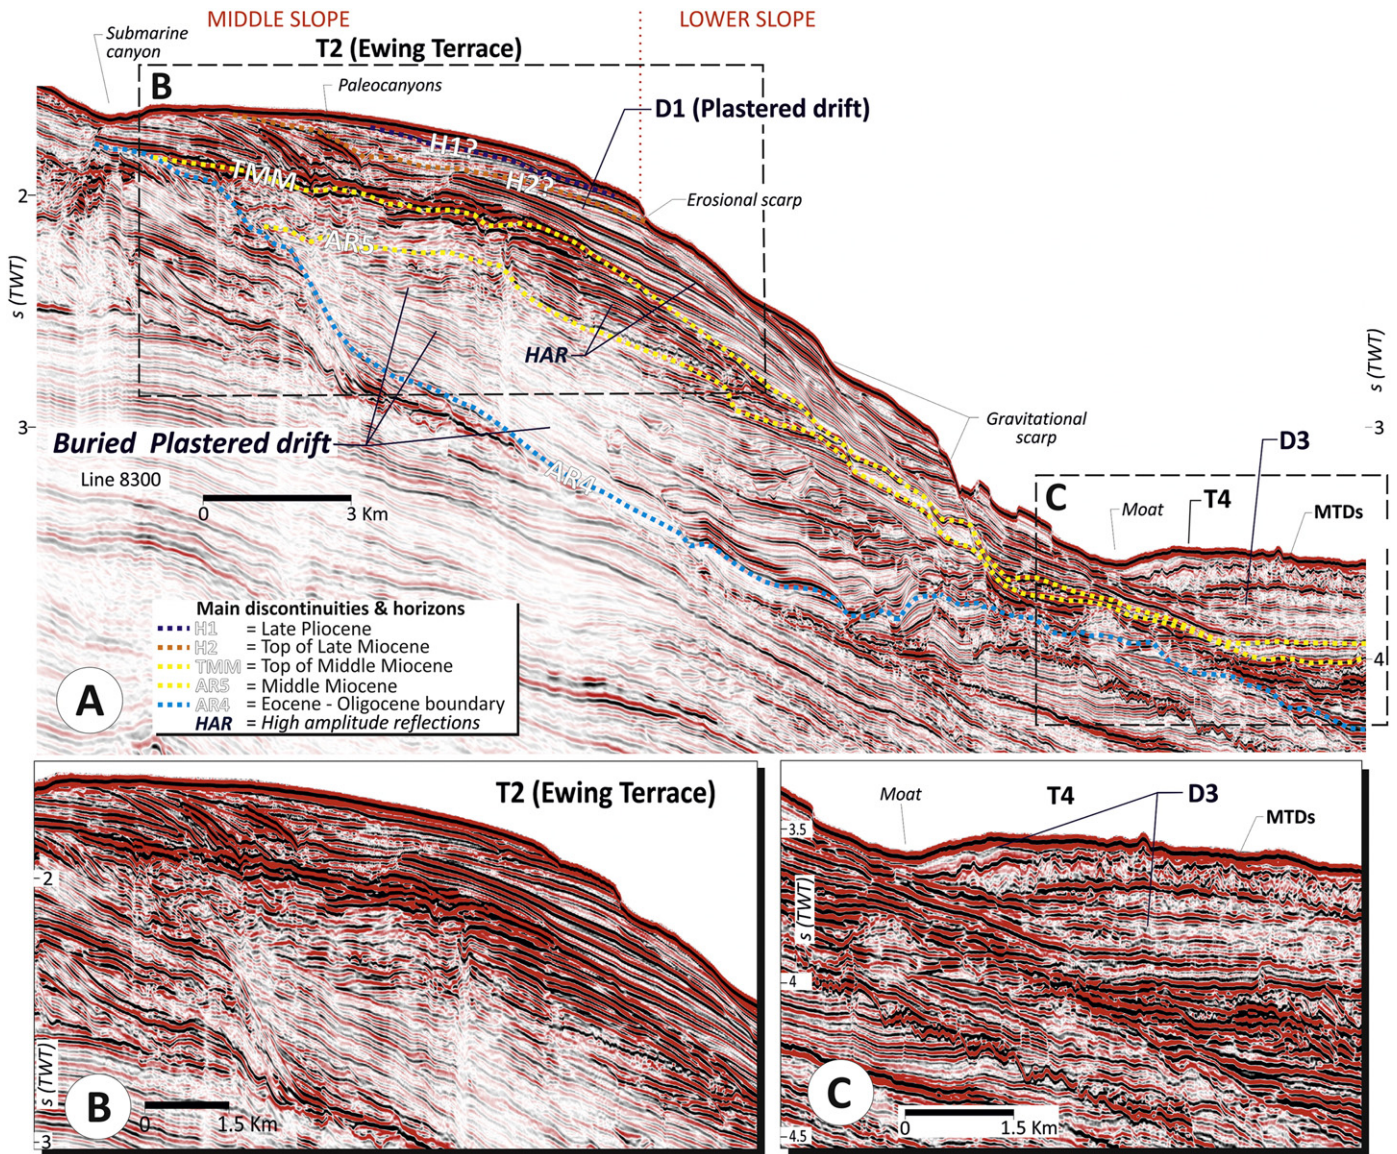 MIDDLE SLOPE
LOWER SLOPE
Submarine
canyon
T2 (Ewing Terrace)
B
Paleocanyons
D1 (Plastered drift)
H1?
TMM
H2?
2
Erosional scarp
AR5
s (TWT)
HAR
s (TWT)
3
Gravitational
scarp
3
D3
Buried Plastered drift
Line 8300
AR4
C
Moat
T4
MTDs
0
3 Km
Main discontinuities & horizons
H1 = Late Pliocene
H2 = Top of Late Miocene
TMM = Top of Middle Miocene
AR5 = Middle Miocene
AR4 = Eocene - Oligocene boundary
HAR = High amplitude reflections
4
A
T2 (Ewing Terrace)
2
s (TWT)
B
0
1.5 Km
3
Moat
T4
D3
MTDs
3.5
s (TWT)
4
C
0
1.5 Km
4.5